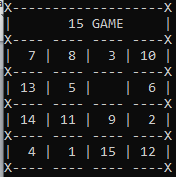 X-------------------X
|      15 GAME      |
X---- ---- ---- ----X
|  7 |  8 |  3 | 10 |
X---- ---- ---- ----X
| 13 |  5 |    |  6 |
X---- ---- ---- ----X
| 14 | 11 |  9 |  2 |
X---- ---- ---- ----X
|  4 |  1 | 15 | 12 |
X---- ---- ---- ----X